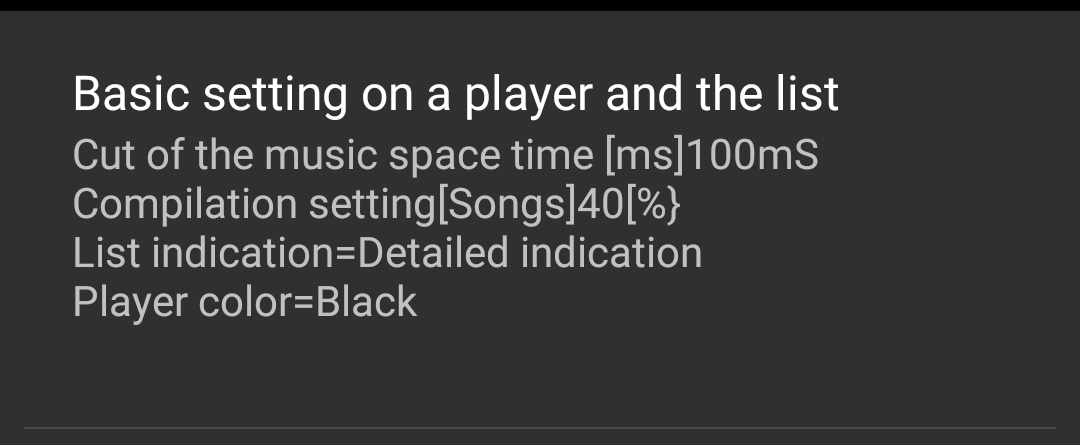 Basic setting on a player and the list
Cut of the music space time [ms]100mS
Compilation setting[Songs]40[%}
List indication=Detailed indication
Player color=Black